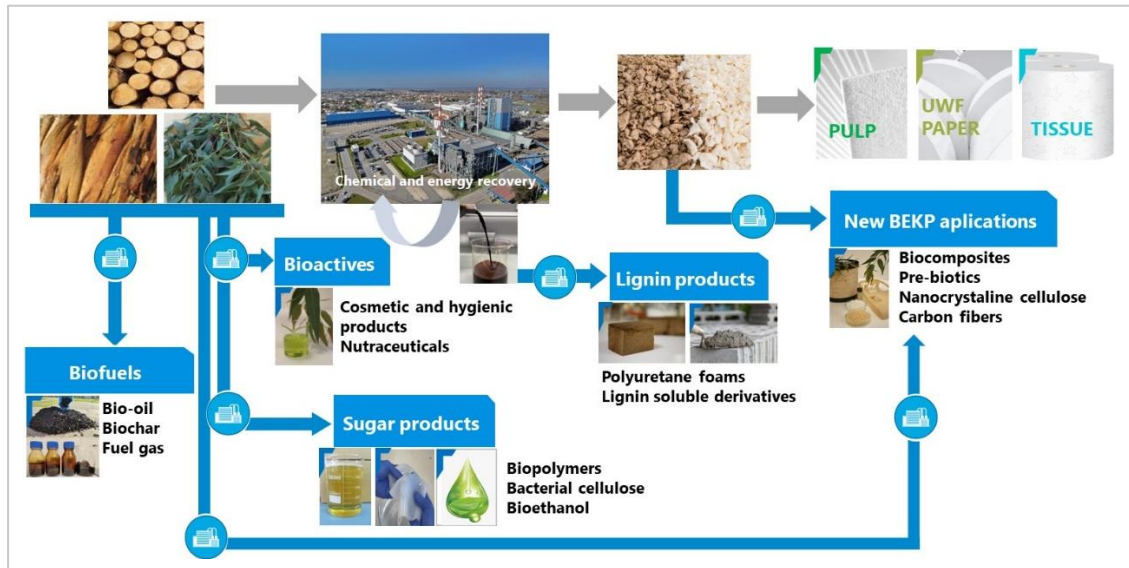 PULP
UWF
PAPER
TISSUE
Chemical and energy recovery
New BEKP aplications
Biocomposites
Pre-biotics
Nanocrystaline cellulose
Carbon fibers
Bioactives
Cosmetic and hygienic
products
Nutraceuticals
Lignin products
Polyuretane foams
Lignin soluble derivatives
Biofuels
Bio-oil
Biochar
Fuel gas
Sugar products
Biopolymers
Bacterial cellulose
Bioethanol